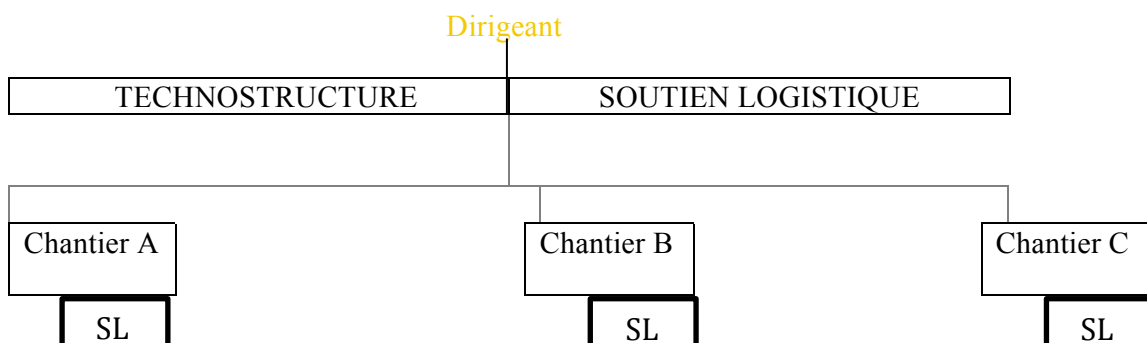 Dirigeant
TECHNOSTRUCTURE
SOUTIEN LOGISTIQUE
Chantier A
Chantier B
Chantier C
SL
SL
SL